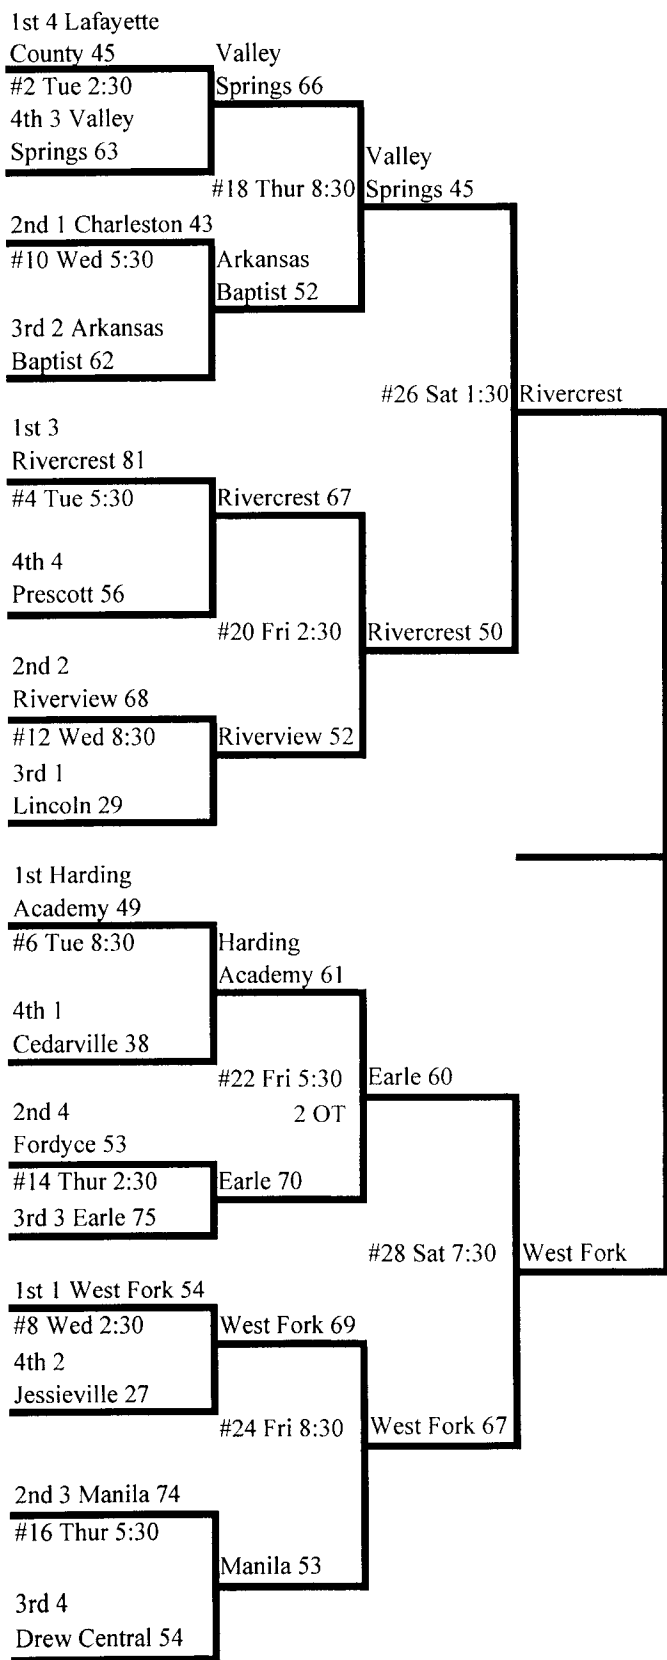 1st 4 Lafayette
County 45
#2 Tue 2:30
4th 3 Valley
Springs 63
Valley
Springs 66
#18 Thur 8:30
2nd 1 Charleston 43
#10 Wed 5:30
3rd 2 Arkansas
Baptist 62
Arkansas
Baptist 52
Valley
Springs 45
#26 Sat 1:30
Rivercrest
1st 3
Rivercrest 81
#4 Tue 5:30
4th 4
Prescott 56
Rivercrest 67
#20 Fri 2:30
Rivercrest 50
2nd 2
Riverview 68
#12 Wed 8:30
3rd 1
Lincoln 29
Riverview 52
1st Harding
Academy 49
#6 Tue 8:30
4th 1
Cedarville 38
Harding
Academy 61
#22 Fri 5:30
2 OT
Earle 60
2nd 4
Fordyce 53
#14 Thur 2:30
3rd 3 Earle 75
Earle 70
#28 Sat 7:30
West Fork
1st 1 West Fork 54
#8 Wed 2:30
4th 2
Jessieville 27
West Fork 69
#24 Fri 8:30
West Fork 67
2nd 3 Manila 74
#16 Thur 5:30
3rd 4
Drew Central 54
Manila 53